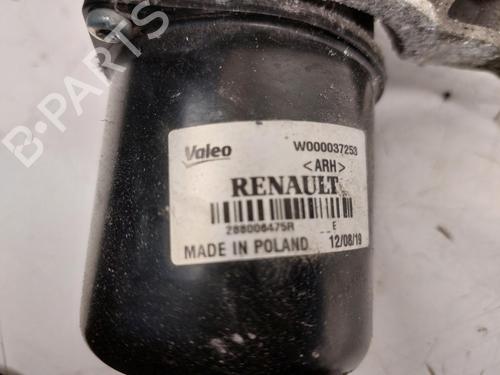 Valeo W000037253
<ARH>
RENAULT
288006475R E
MADE IN POLAND 12/08/19
B-PARTS